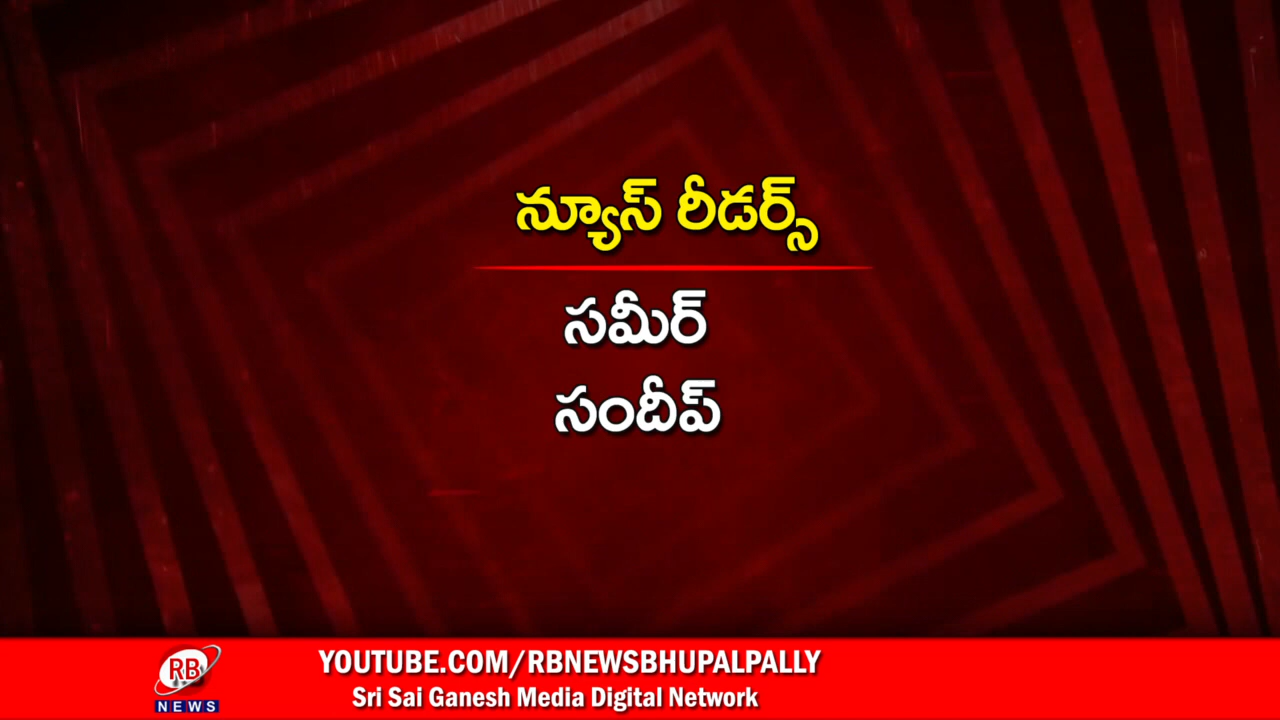 న్యూస్ రీడర్స్
సమీర్
సందీప్
RB
NEWS
YOUTUBE.COM/RBNEWSBHUPALPALLY
Sri Sai Ganesh Media Digital Network